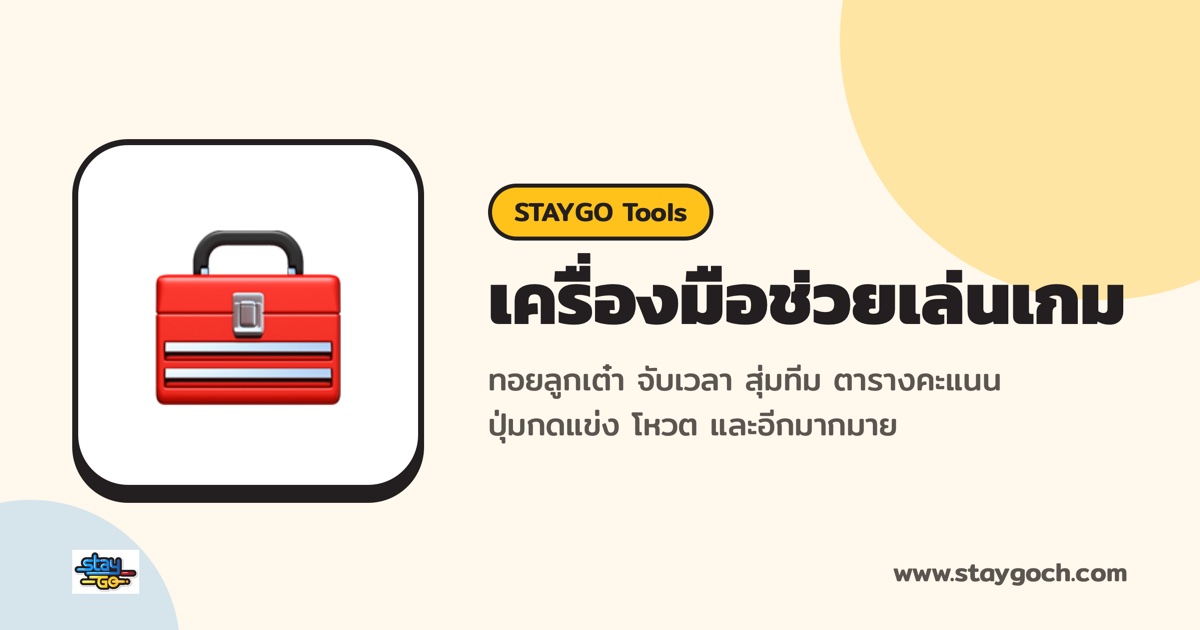 STAYGO Tools
เครื่องมือช่วยเล่นเกม
ทอยลูกเต๋า จับเวลา สุ่มทีม ตารางคะแนน
ปุ่มกดแข่ง โหวต และอีกมากมาย
stay
GO
www.staygoch.com